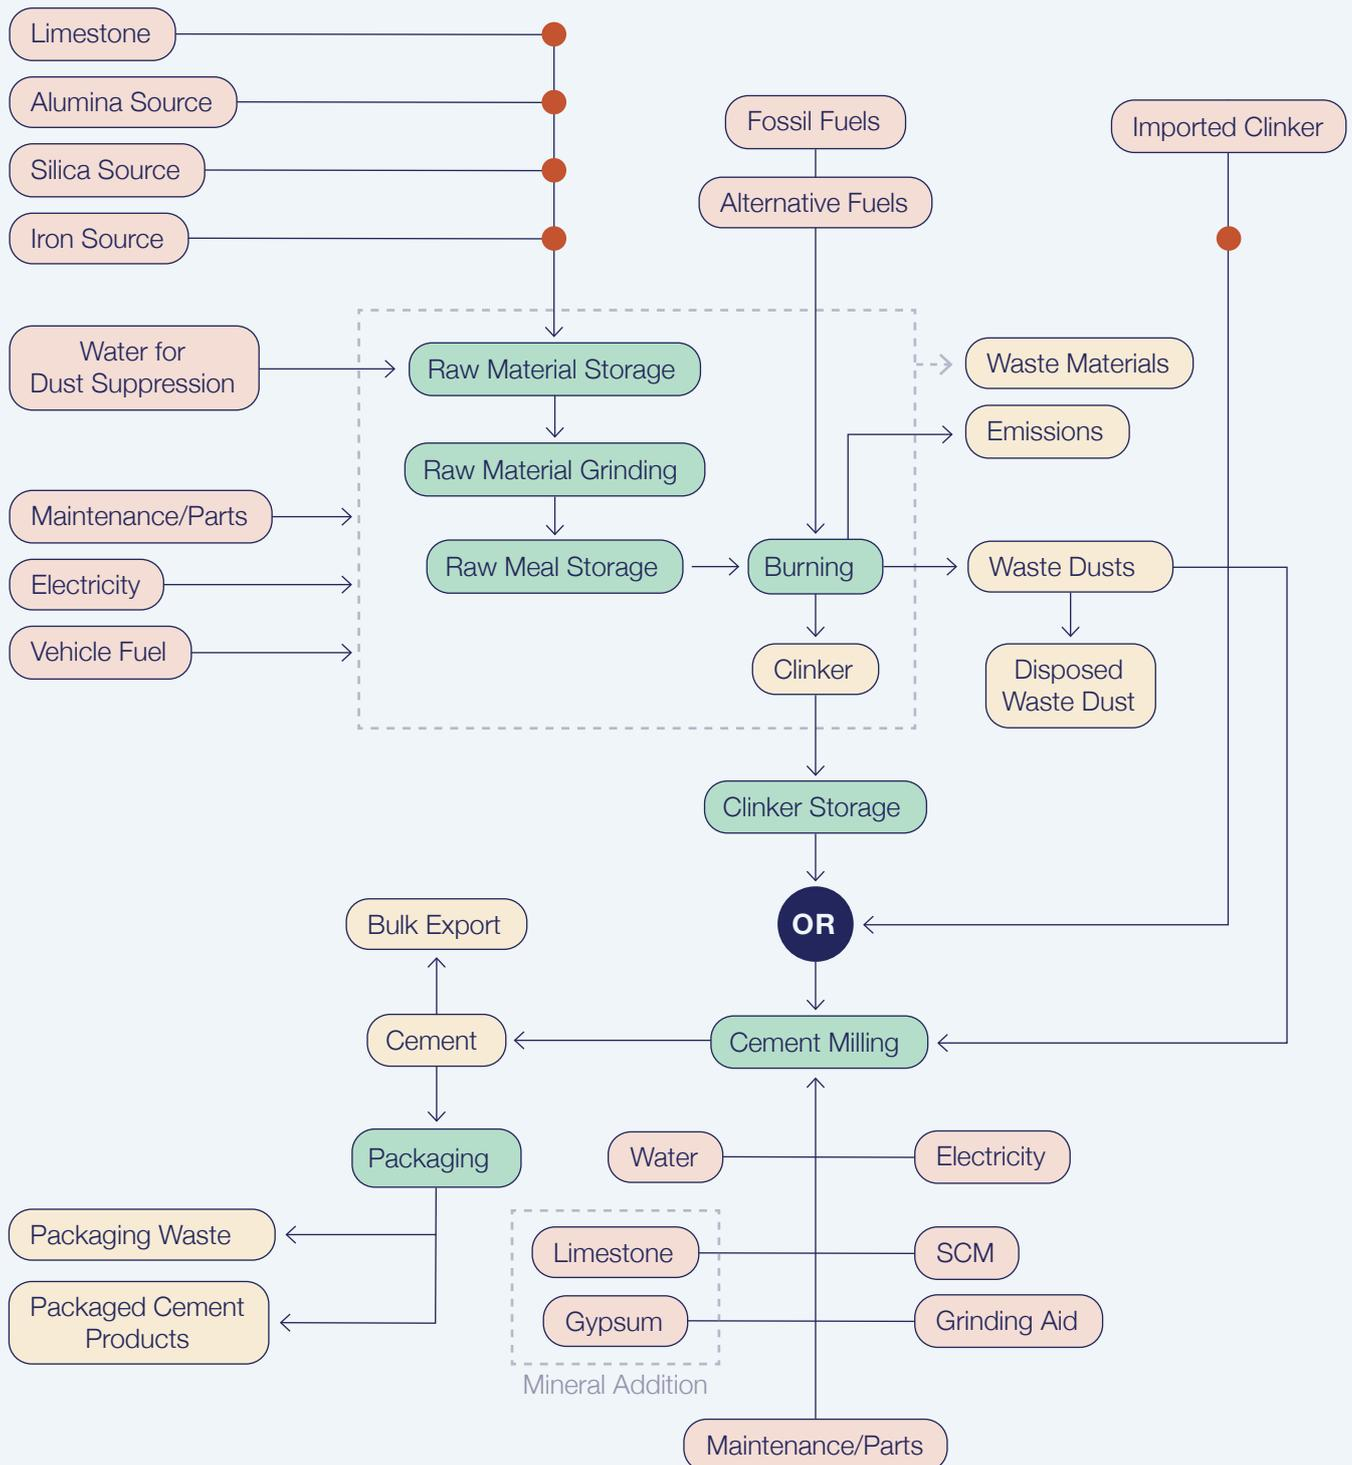 Limestone
Alumina Source
Silica Source
Iron Source
Fossil Fuels
Alternative Fuels
Imported Clinker
Water for
Dust Suppression
Raw Material Storage
Waste Materials
Emissions
Raw Material Grinding
Maintenance/Parts
Electricity
Vehicle Fuel
Raw Meal Storage
Burning
Waste Dusts
Clinker
Disposed
Waste Dust
Clinker Storage
OR
Bulk Export
Cement
Cement Milling
Packaging
Water
Electricity
Packaging Waste
Limestone
SCM
Packaged Cement
Products
Gypsum
Grinding Aid
Mineral Addition
Maintenance/Parts